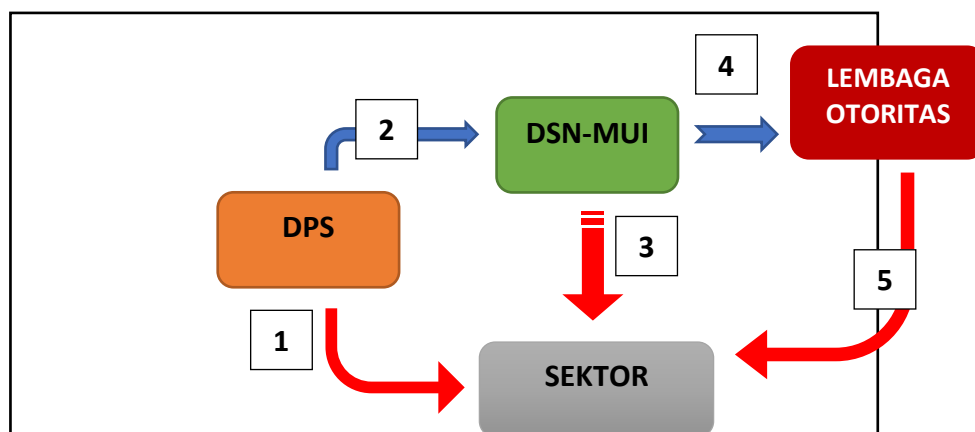 4
LEMBAGA
OTORITAS
2
DSN-MUI
DPS
3
5
1
SEKTOR